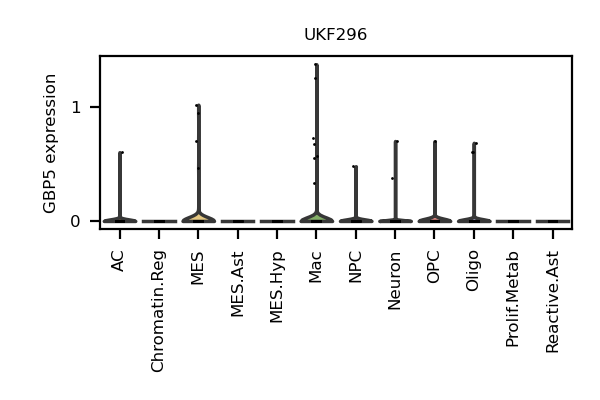 UKF296
GBP5 expression
1
0
AC
Chromatin.Reg
MES
MES.Ast
MES.Hyp
Mac
NPC
Neuron
OPC
Oligo
Prolif.Metab
Reactive.Ast